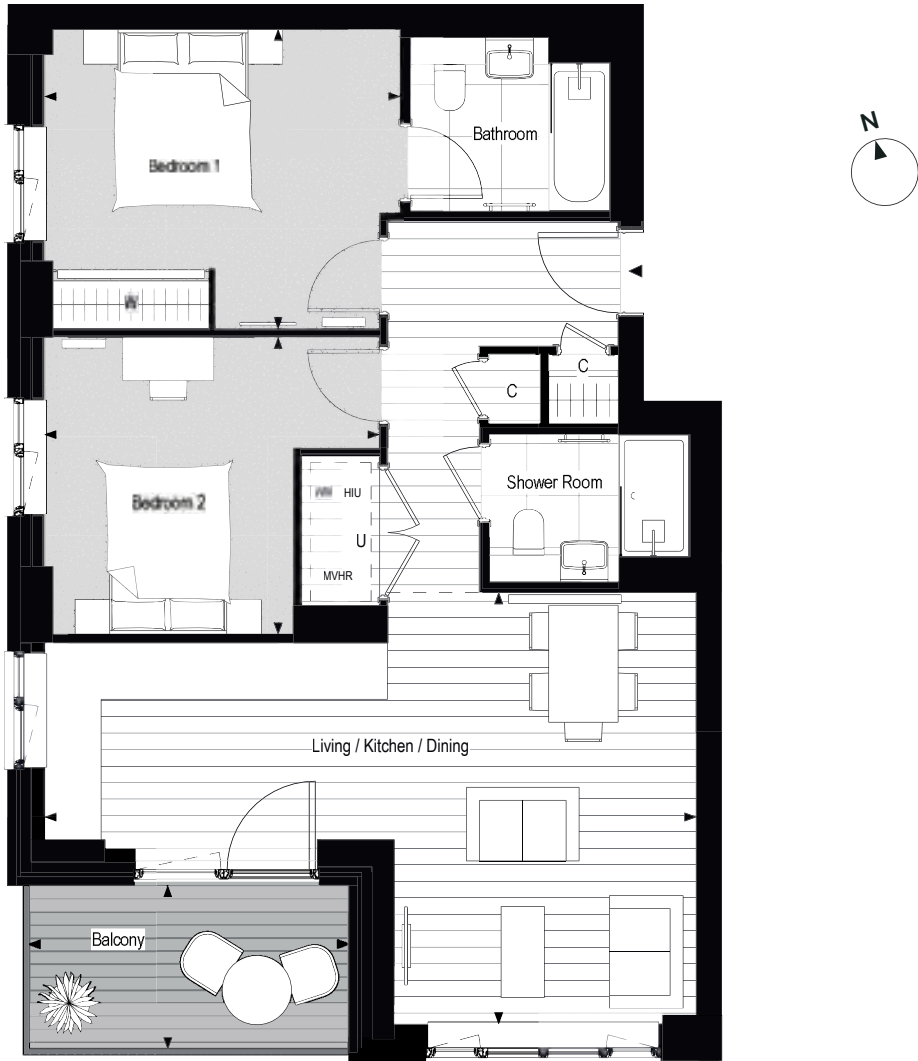 N
Bathroom
Bedroom 1
W
C
C
Shower Room
Bedroom 2
HIU
U
MVHR
Living / Kitchen / Dining
Balcony